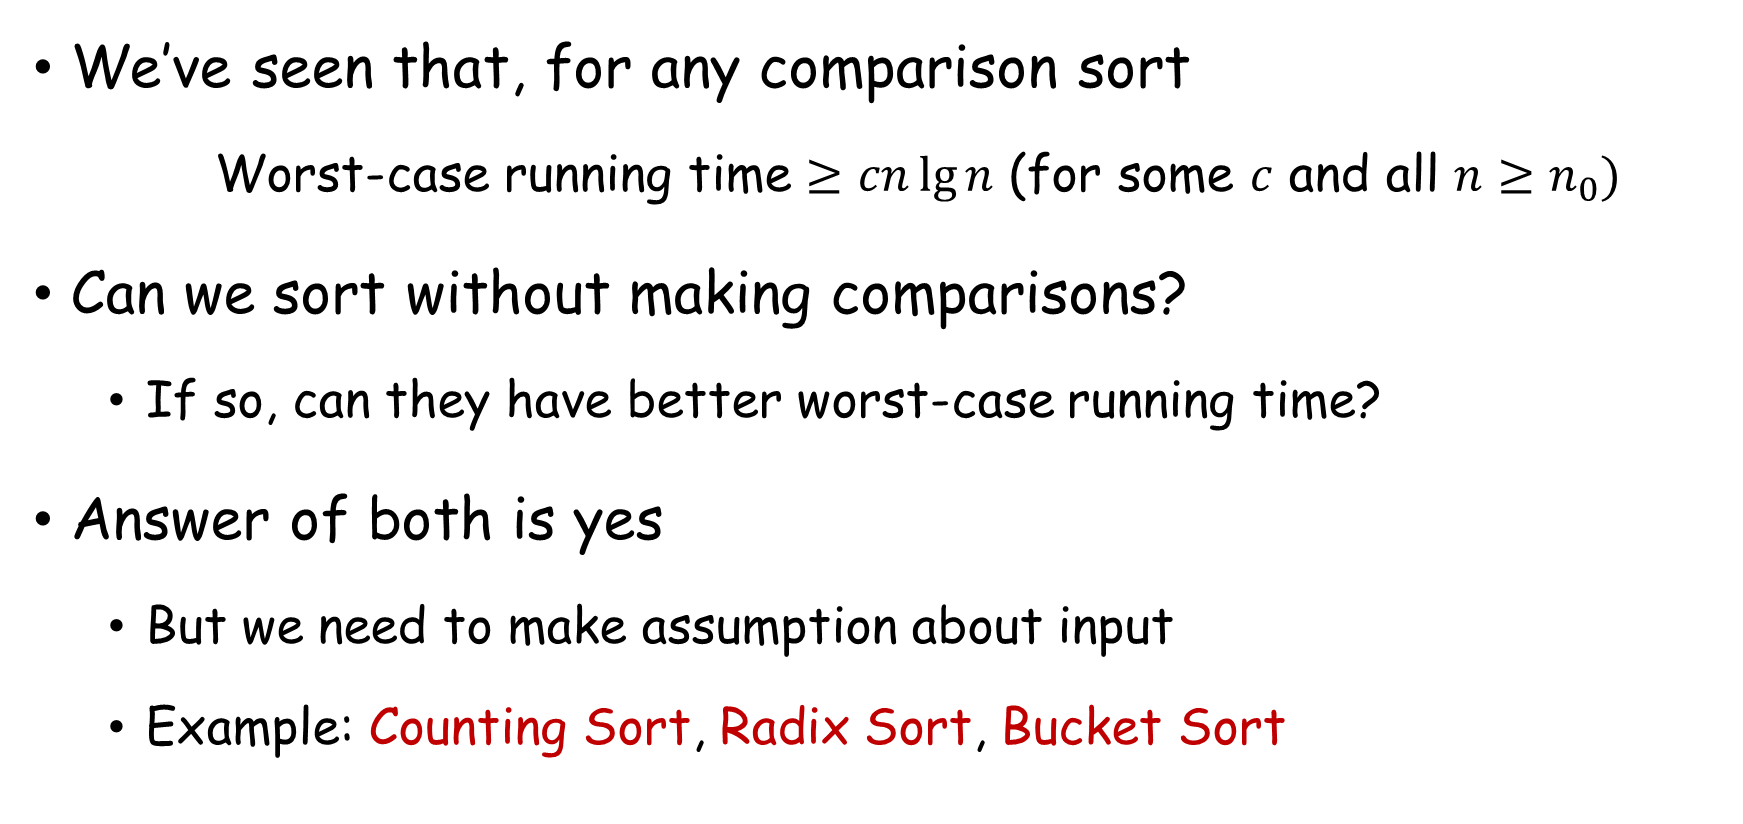 • We've seen that, for any comparison sort
Worst-case running time ≥ cn lg n (for some c and all n ≥ n₀)
• Can we sort without making comparisons?
• If so, can they have better worst-case running time?
• Answer of both is yes
• But we need to make assumption about input
• Example: Counting Sort, Radix Sort, Bucket Sort